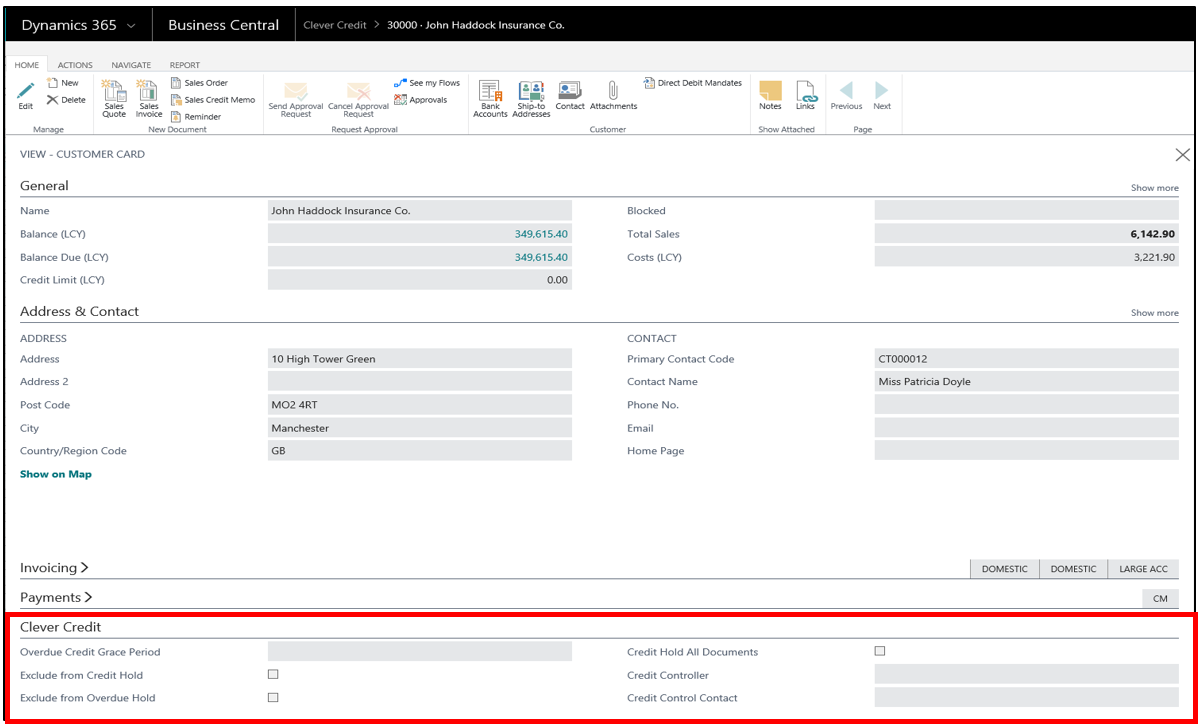 Dynamics 365 Business Central Clever Credit > 30000 · John Haddock Insurance Co.
HOME ACTIONS NAVIGATE REPORT
Edit
New
Delete
Manage
Sales Quote
Sales Invoice
Sales Order
Sales Credit Memo
Reminder
New Document
Send Approval Request
Cancel Approval Request
See my Flows
Approvals
Request Approval
Bank Accounts
Ship-to Addresses
Contact
Attachments
Direct Debit Mandates
Customer
Notes
Links
Show Attached
Previous
Next
Page
VIEW - CUSTOMER CARD
General Show more
Name John Haddock Insurance Co. Blocked
Balance (LCY) 349,615.40 Total Sales 6,142.90
Balance Due (LCY) 349,615.40 Costs (LCY) 3,221.90
Credit Limit (LCY) 0.00
Address & Contact Show more
ADDRESS CONTACT
Address 10 High Tower Green Primary Contact Code CT000012
Address 2 Contact Name Miss Patricia Doyle
Post Code MO2 4RT Phone No.
City Manchester Email
Country/Region Code GB Home Page
Show on Map
Invoicing > DOMESTIC DOMESTIC LARGE ACC
Payments > CM
Clever Credit
Overdue Credit Grace Period Credit Hold All Documents
Exclude from Credit Hold Credit Controller
Exclude from Overdue Hold Credit Control Contact